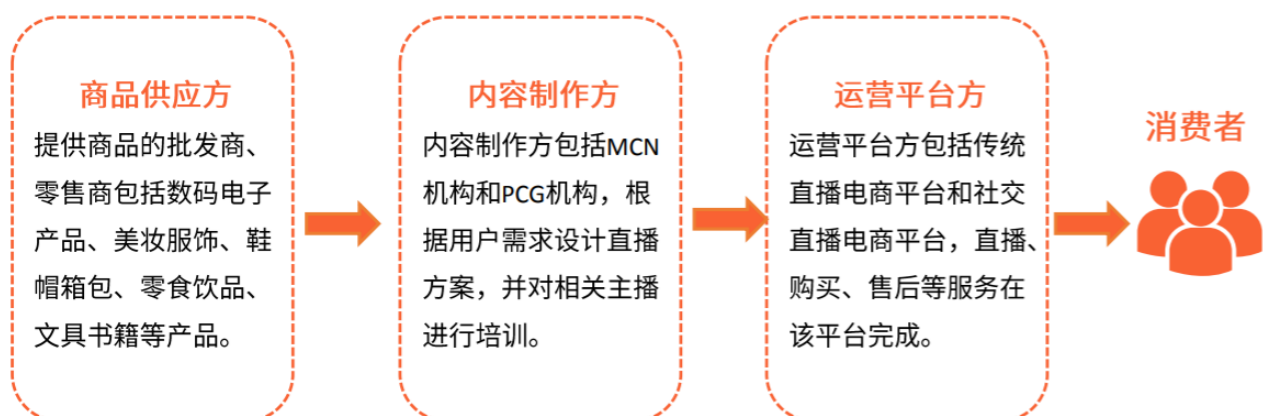 商品供应方
提供商品的批发商、
零售商包括数码电子
产品、美妆服饰、鞋
帽箱包、零食饮品、
文具书籍等产品。
内容制作方
内容制作方包括MCN
机构和PCG机构，根
据用户需求设计直播
方案，并对相关主播
进行培训。
运营平台方
运营平台方包括传统
直播电商平台和社交
直播电商平台，直播、
购买、售后等服务在
该平台完成。
消费者